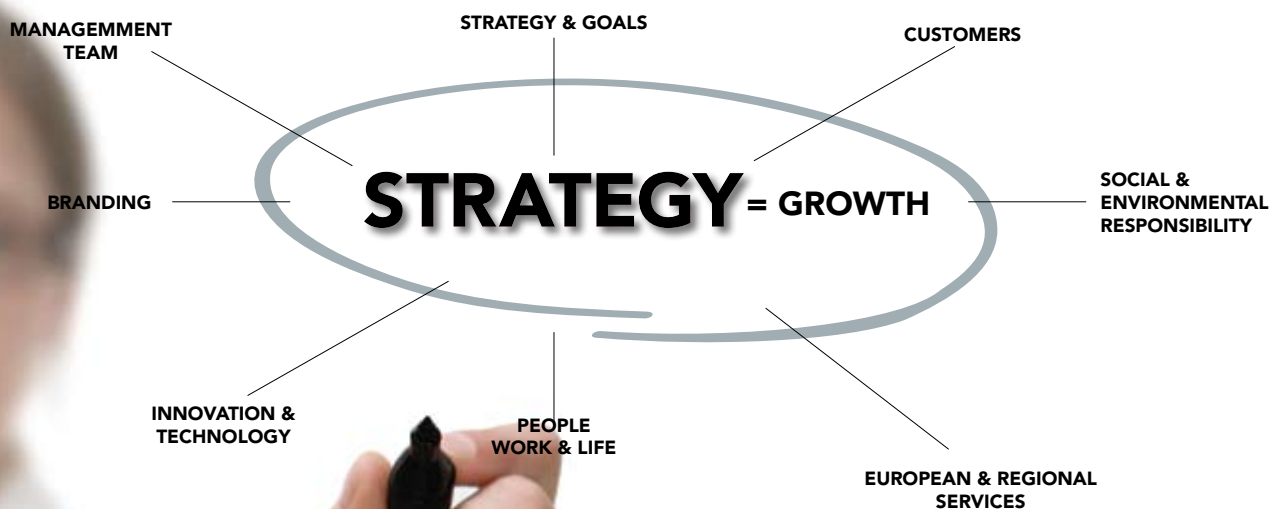 MANAGEMMENT
TEAM
STRATEGY & GOALS
CUSTOMERS
BRANDING
STRATEGY = GROWTH
SOCIAL &
ENVIRONMENTAL
RESPONSIBILITY
INNOVATION &
TECHNOLOGY
PEOPLE
WORK & LIFE
EUROPEAN & REGIONAL
SERVICES